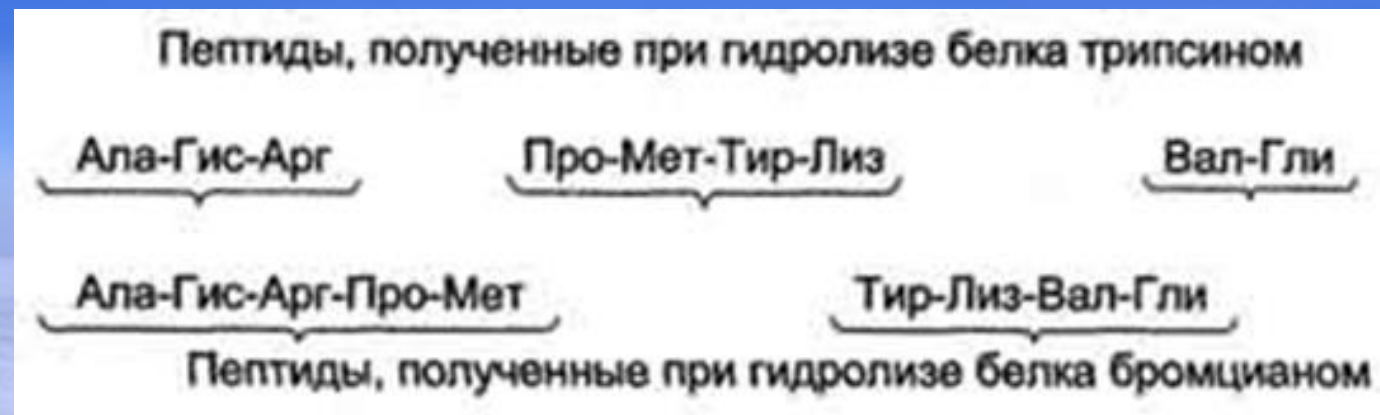 Пептиды, полученные при гидролизе белка трипсином
Ала-Гис-Арг Про-Мет-Тир-Лиз Вал-Гли
Ала-Гис-Арг-Про-Мет Тир-Лиз-Вал-Гли
Пептиды, полученные при гидролизе белка бромцианом